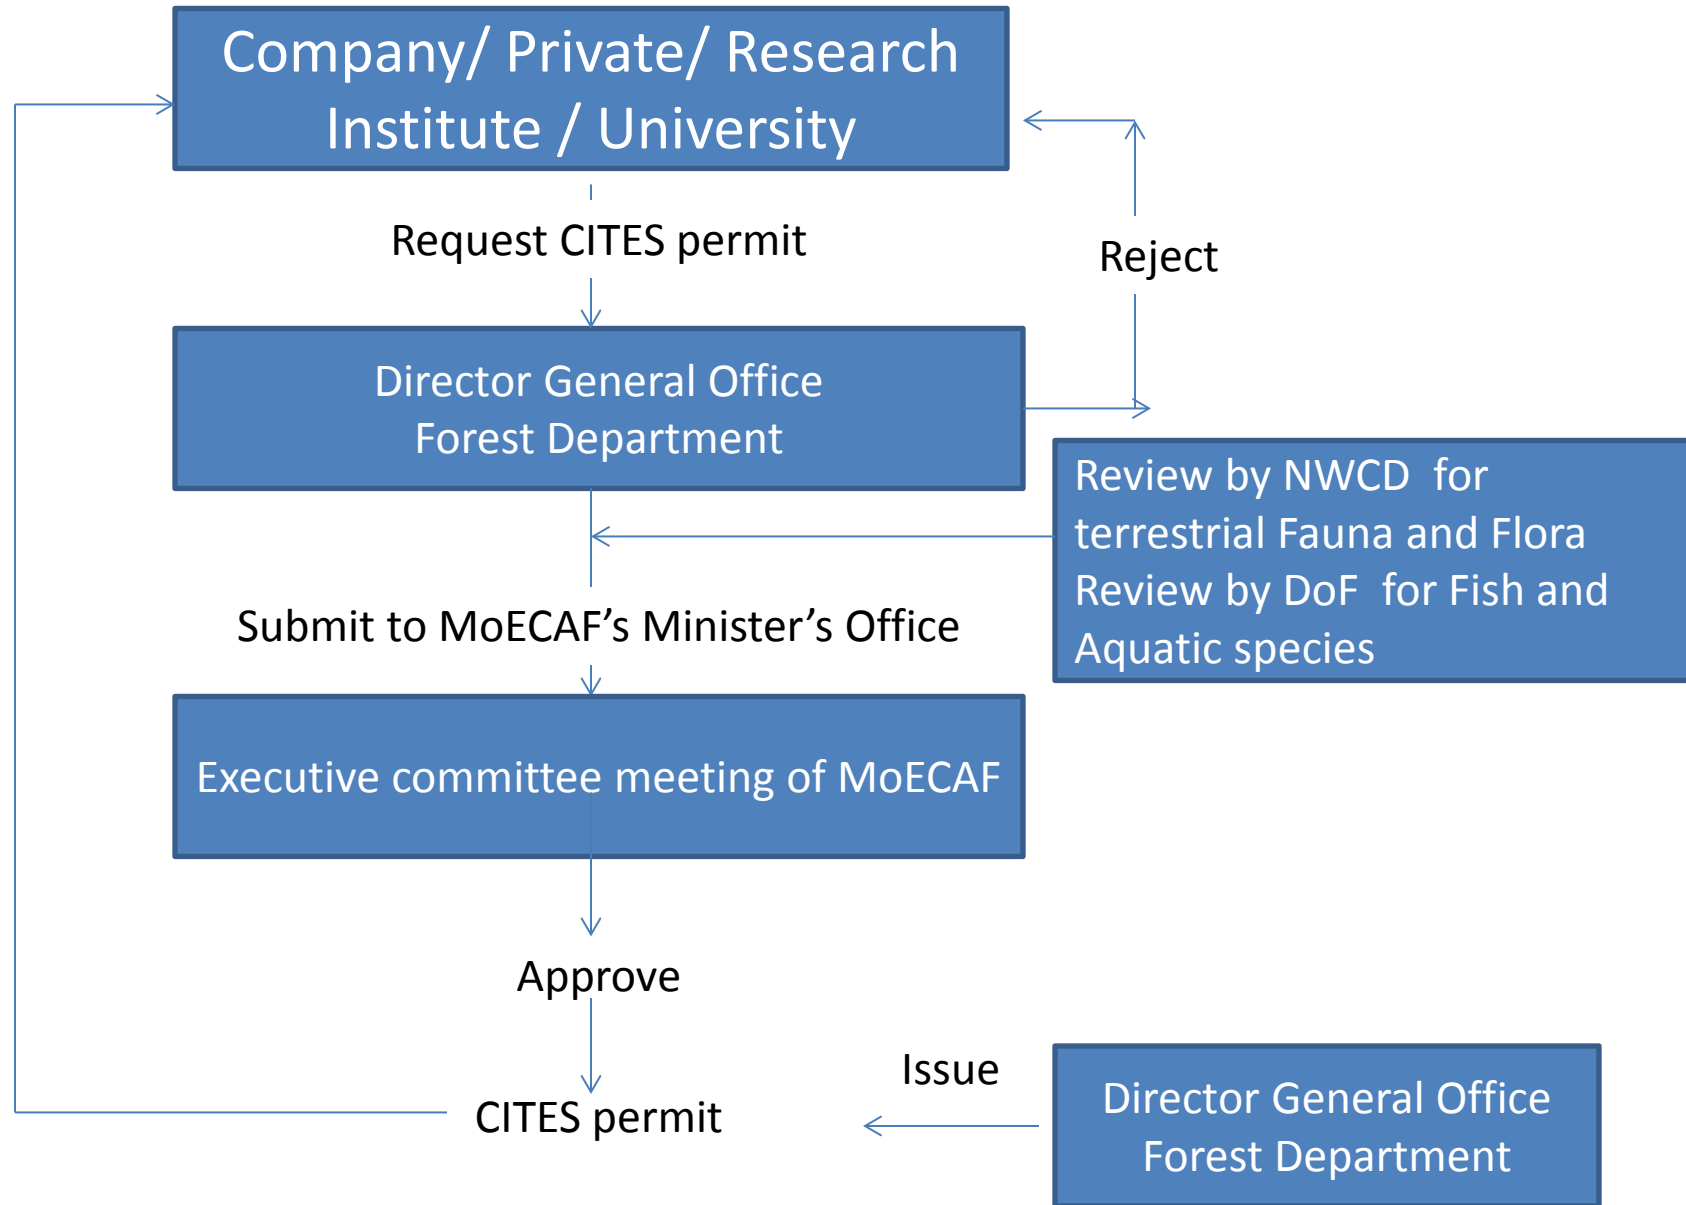 Company/ Private/ Research
Institute / University
Request CITES permit
Reject
Director General Office
Forest Department
Review by NWCD  for
terrestrial Fauna and Flora
Review by DoF  for Fish and
Aquatic species
Submit to MoECAF’s Minister’s Office
Executive committee meeting of MoECAF
Approve
Issue
CITES permit
Director General Office
Forest Department